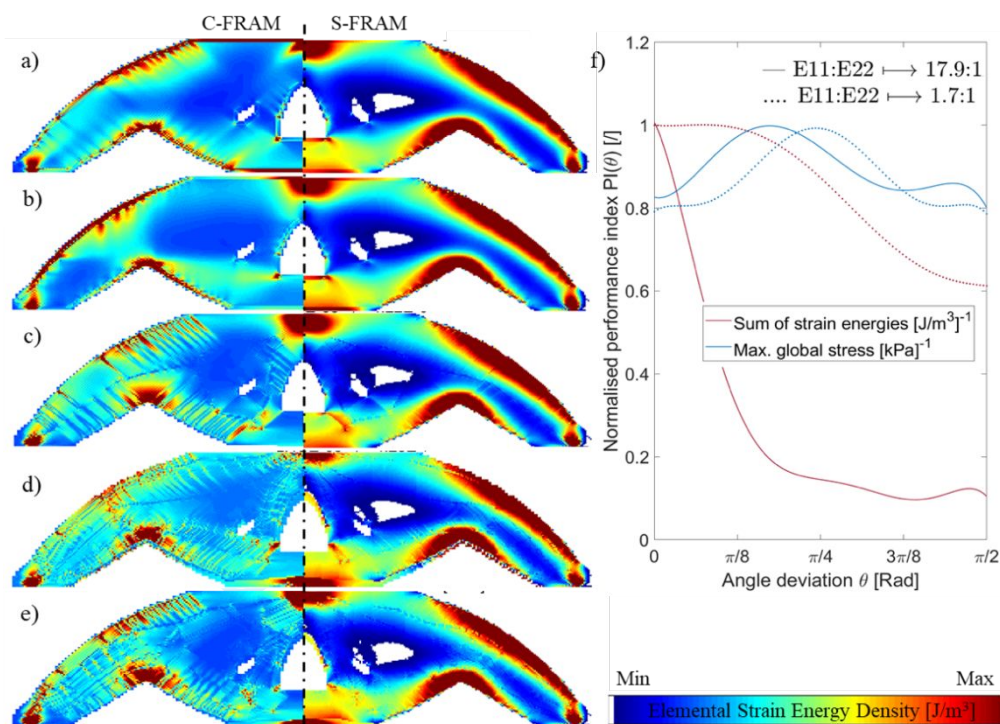 C-FRAM S-FRAM
a)
b)
c)
d)
e)
f)
1.2
1
0.8
0.6
0.4
0.2
0
Normalised performance index PI(θ) [/]
E11:E22 ⟼ 17.9:1
E11:E22 ⟼ 1.7:1
Sum of strain energies [J/m³]⁻¹
Max. global stress [kPa]⁻¹
0 π/8 π/4 3π/8 π/2
Angle deviation θ [Rad]
Min Max
Elemental Strain Energy Density [J/m³]